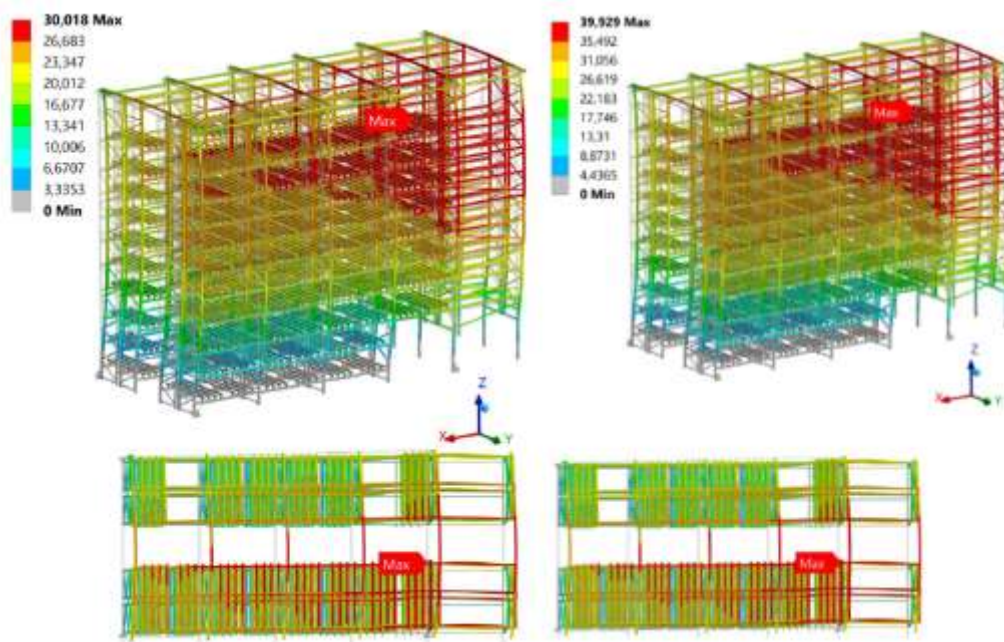 30,018 Max
26,683
23,347
20,012
16,677
13,341
10,006
6,6707
3,3353
0 Min
Max
Z
X
Y
39,929 Max
35,492
31,056
26,619
22,183
17,746
13,31
8,8731
4,4365
0 Min
Max
Z
X
Y
Max
Max